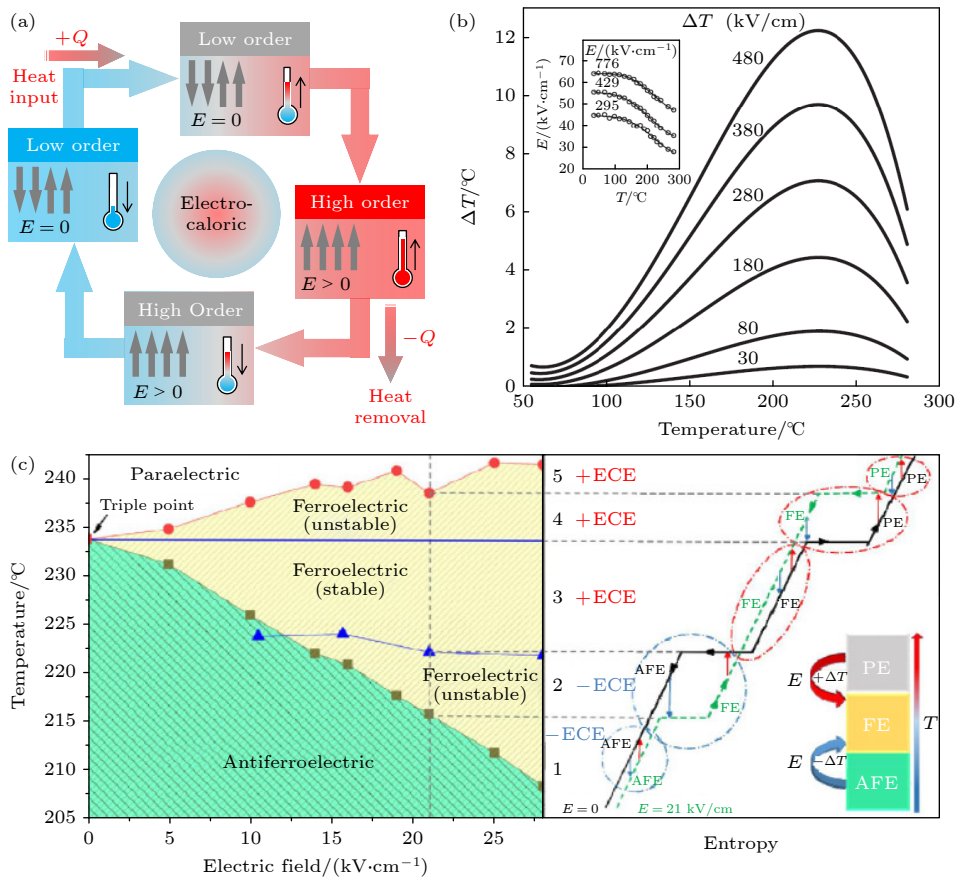 (a)
+Q
Heat
input
Low order
E = 0
Low order
E = 0
Electro-
caloric
High order
E > 0
High Order
E > 0
−Q
Heat
removal
(b)
ΔT (kV/cm)
12
10
8
6
4
2
0
ΔT/℃
50
100
150
200
250
300
Temperature/℃
480
380
280
180
80
30
E/(kV·cm⁻¹)
776
429
295
70
60
50
40
30
20
E/(kV·cm⁻¹)
0
100
200
300
T/℃
(c)
240
235
230
225
220
215
210
205
Temperature/℃
0
5
10
15
20
25
Electric field/(kV·cm⁻¹)
Paraelectric
Triple point
Ferroelectric
(unstable)
Ferroelectric
(stable)
Ferroelectric
(unstable)
Antiferroelectric
5 +ECE
4 +ECE
3 +ECE
2 −ECE
−ECE
1
PE
PE
FE
PE
FE
FE
AFE
FE
AFE
AFE
E = 0
E = 21 kV/cm
Entropy
PE
E
+ΔT
FE
E
−ΔT
AFE
T